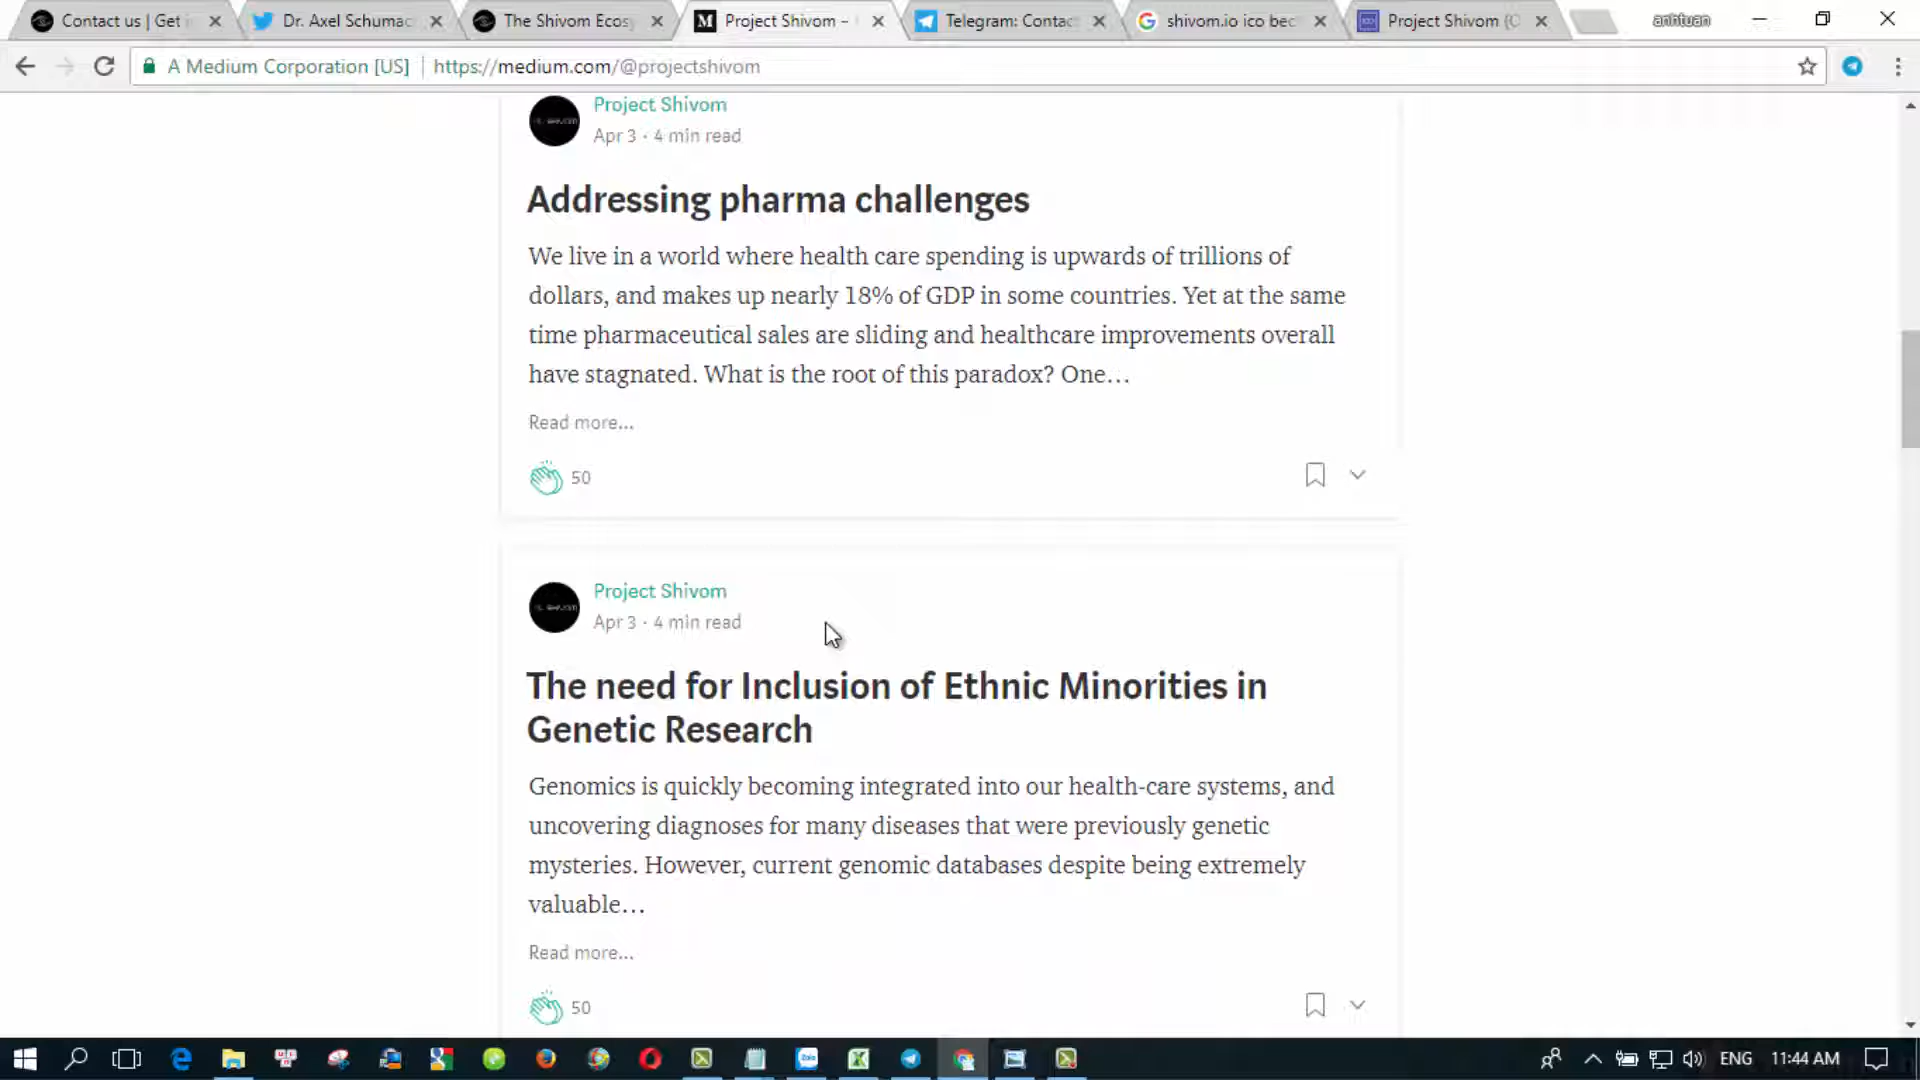 Contact us | Get i
Dr. Axel Schumac
The Shivom Ecos
Project Shivom –
Telegram: Contac
shivom.io ico bec
Project Shivom (O
anhtuan
A Medium Corporation [US]
https://medium.com/@projectshivom
Project Shivom
Apr 3 · 4 min read
Addressing pharma challenges
We live in a world where health care spending is upwards of trillions of
dollars, and makes up nearly 18% of GDP in some countries. Yet at the same
time pharmaceutical sales are sliding and healthcare improvements overall
have stagnated. What is the root of this paradox? One…
Read more…
50
Project Shivom
Apr 3 · 4 min read
The need for Inclusion of Ethnic Minorities in
Genetic Research
Genomics is quickly becoming integrated into our health-care systems, and
uncovering diagnoses for many diseases that were previously genetic
mysteries. However, current genomic databases despite being extremely
valuable…
Read more…
50
Zalo
ENG
11:44 AM